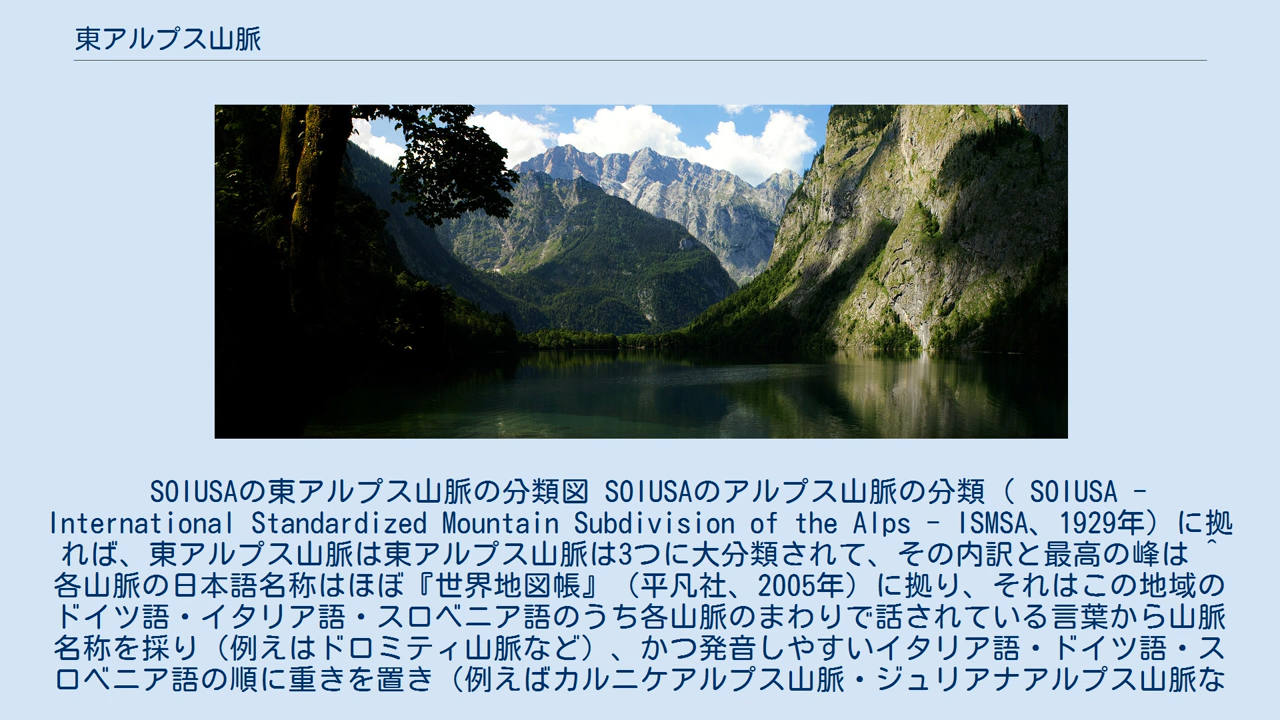 東アルプス山脈
SOIUSAの東アルプス山脈の分類図 SOIUSAのアルプス山脈の分類（ SOIUSA -
International Standardized Mountain Subdivision of the Alps - ISMSA、1929年）に拠
れば、東アルプス山脈は東アルプス山脈は3つに大分類されて、その内訳と最高の峰は ^
各山脈の日本語名称はほぼ『世界地図帳』（平凡社、2005年）に拠り、それはこの地域の
ドイツ語・イタリア語・スロベニア語のうち各山脈のまわりで話されている言葉から山脈
名称を採り（例えはドロミティ山脈など）、かつ発音しやすいイタリア語・ドイツ語・ス
ロベニア語の順に重きを置き（例えばカルニケアルプス山脈・ジュリアナアルプス山脈な